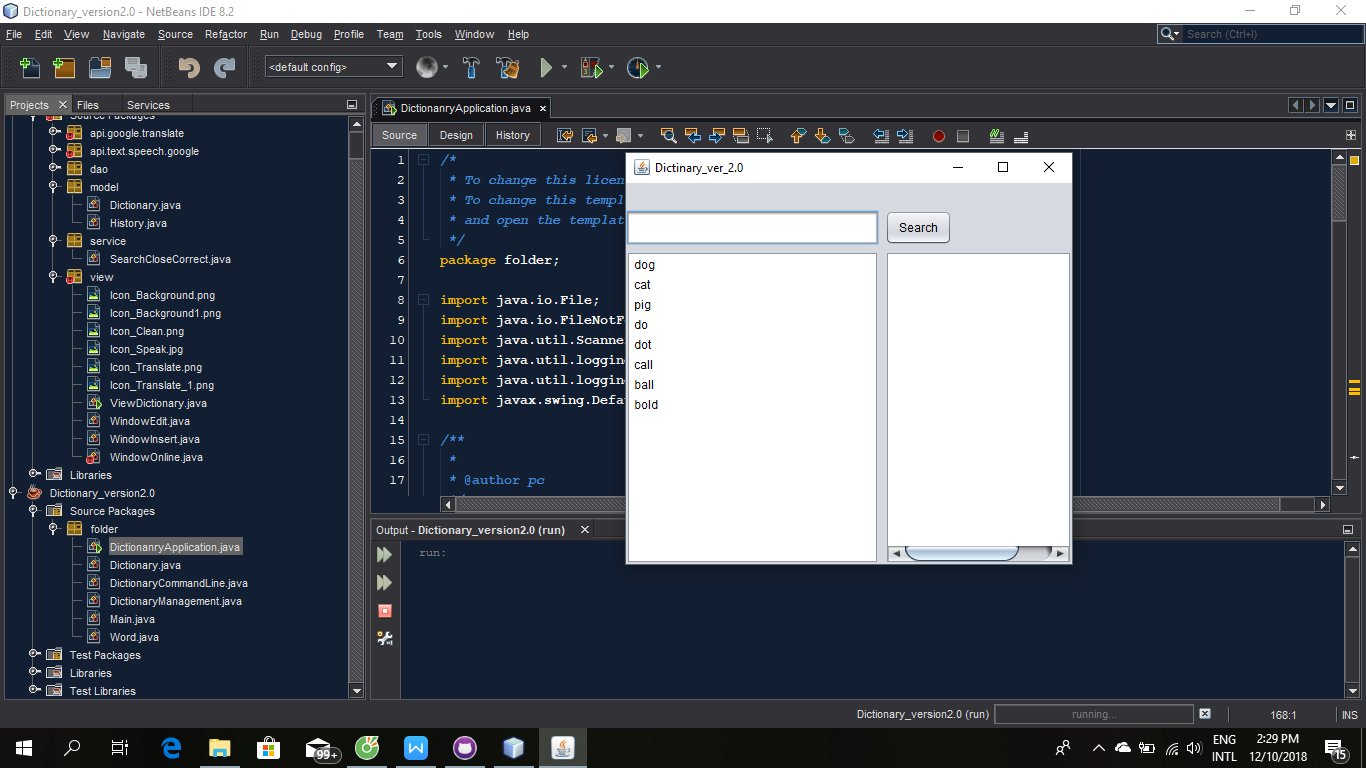 Dictionary_version2.0 - NetBeans IDE 8.2
File Edit View Navigate Source Refactor Run Debug Profile Team Tools Window Help
Search (Ctrl+I)
<default config>
Projects Files Services
Source Packages
api.google.translate
api.text.speech.google
dao
model
Dictionary.java
History.java
service
SearchCloseCorrect.java
view
Icon_Background.png
Icon_Background1.png
Icon_Clean.png
Icon_Speak.jpg
Icon_Translate.png
Icon_Translate_1.png
ViewDictionary.java
WindowEdit.java
WindowInsert.java
WindowOnline.java
Libraries
Dictionary_version2.0
Source Packages
folder
DictionanryApplication.java
Dictionary.java
DictionaryCommandLine.java
DictionaryManagement.java
Main.java
Word.java
Test Packages
Libraries
Test Libraries
DictionanryApplication.java
Source Design History
1 /*
2 * To change this licen
3 * To change this templ
4 * and open the templat
5 */
6 package folder;
7
8 import java.io.File;
9 import java.io.FileNotF
10 import java.util.Scanne
11 import java.util.loggin
12 import java.util.loggin
13 import javax.swing.Defa
14
15 /**
16 *
17 * @author pc
Dictinary_ver_2.0
Search
dog
cat
pig
do
dot
call
ball
bold
Output - Dictionary_version2.0 (run)
run:
Dictionary_version2.0 (run) running... 168:1 INS
99+
ENG
INTL
2:29 PM
12/10/2018
15